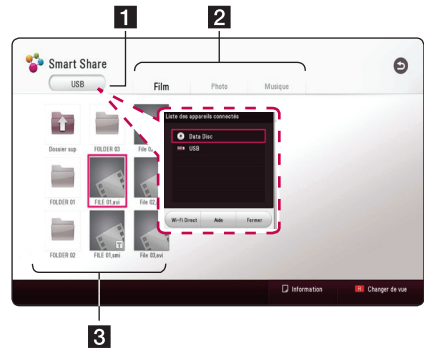 1
2
Smart Share
USB
Film
Photo
Musique
Liste des appareils connectés
Data Disc
USB
Wi-Fi Direct
Aide
Fermer
Dossier sup
FOLDER 03
FOLDER 01
FILE 01.avi
File 02.
FOLDER 02
T
FILE 01.smi
File 03.avi
Information
R
Changer de vue
3